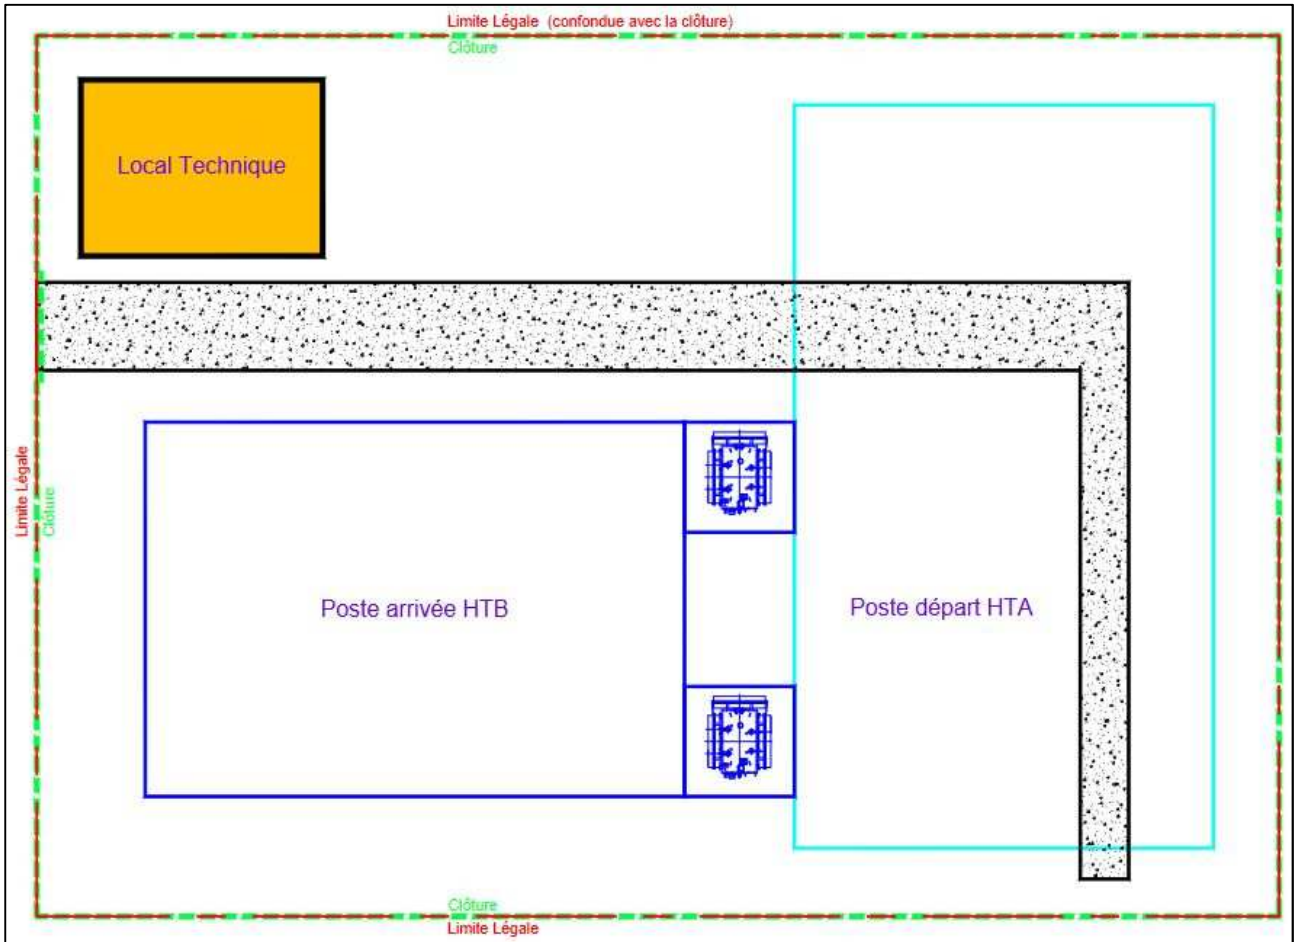 Limite Légale (confondue avec la clôture)
Clôture
Local Technique
Limite Légale
Clôture
Poste arrivée HTB
Poste départ HTA
Clôture
Limite Légale